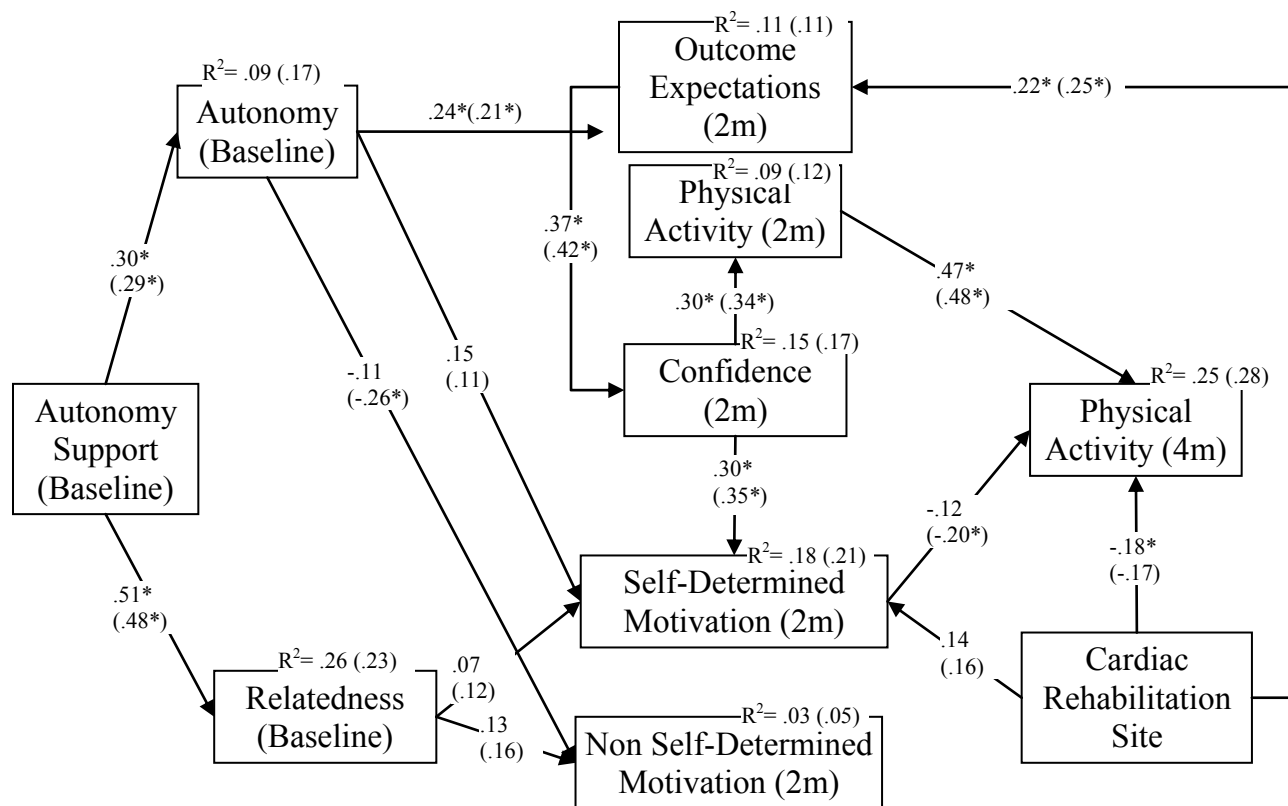 R2= .11 (.11)
Outcome
Expectations
(2m)
R2= .09 (.17)
Autonomy
(Baseline)
.24*(.21*)
.22* (.25*)
R2= .09 (.12)
Physical
Activity (2m)
.37*
(.42*)
.30*
(.29*)
.47*
(.48*)
.30* (.34*)
R2= .15 (.17)
Confidence
(2m)
.15
(.11)
-.11
(-.26*)
R2= .25 (.28)
Physical
Activity (4m)
Autonomy
Support
(Baseline)
.30*
(.35*)
-.12
(-.20*)
-.18*
(-.17)
R2= .18 (.21)
Self-Determined
Motivation (2m)
.51*
(.48*)
.14
(.16)
R2= .26 (.23)
Relatedness
(Baseline)
.07
(.12)
.13
(.16)
Cardiac
Rehabilitation
Site
R2= .03 (.05)
Non Self-Determined
Motivation (2m)